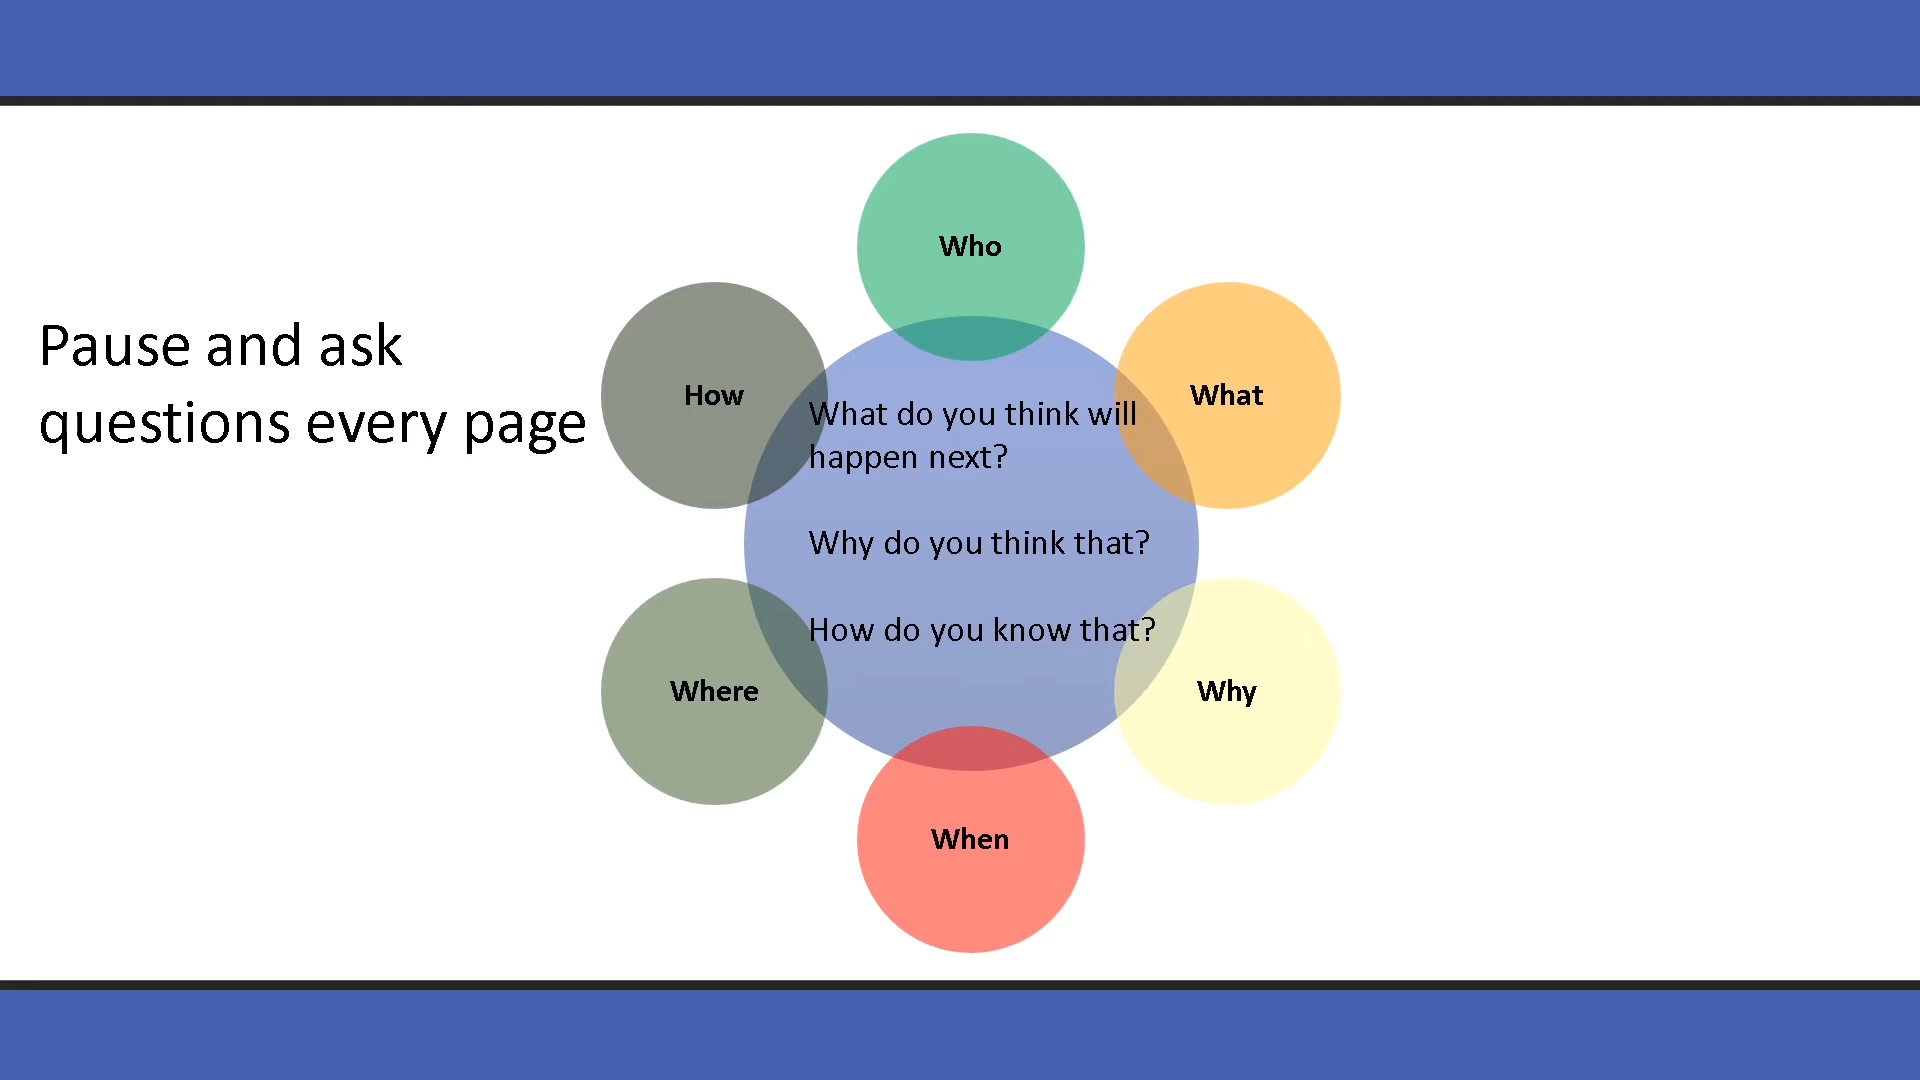 Pause and ask
questions every page
Who
How
What
What do you think will
happen next?
Why do you think that?
How do you know that?
Where
Why
When